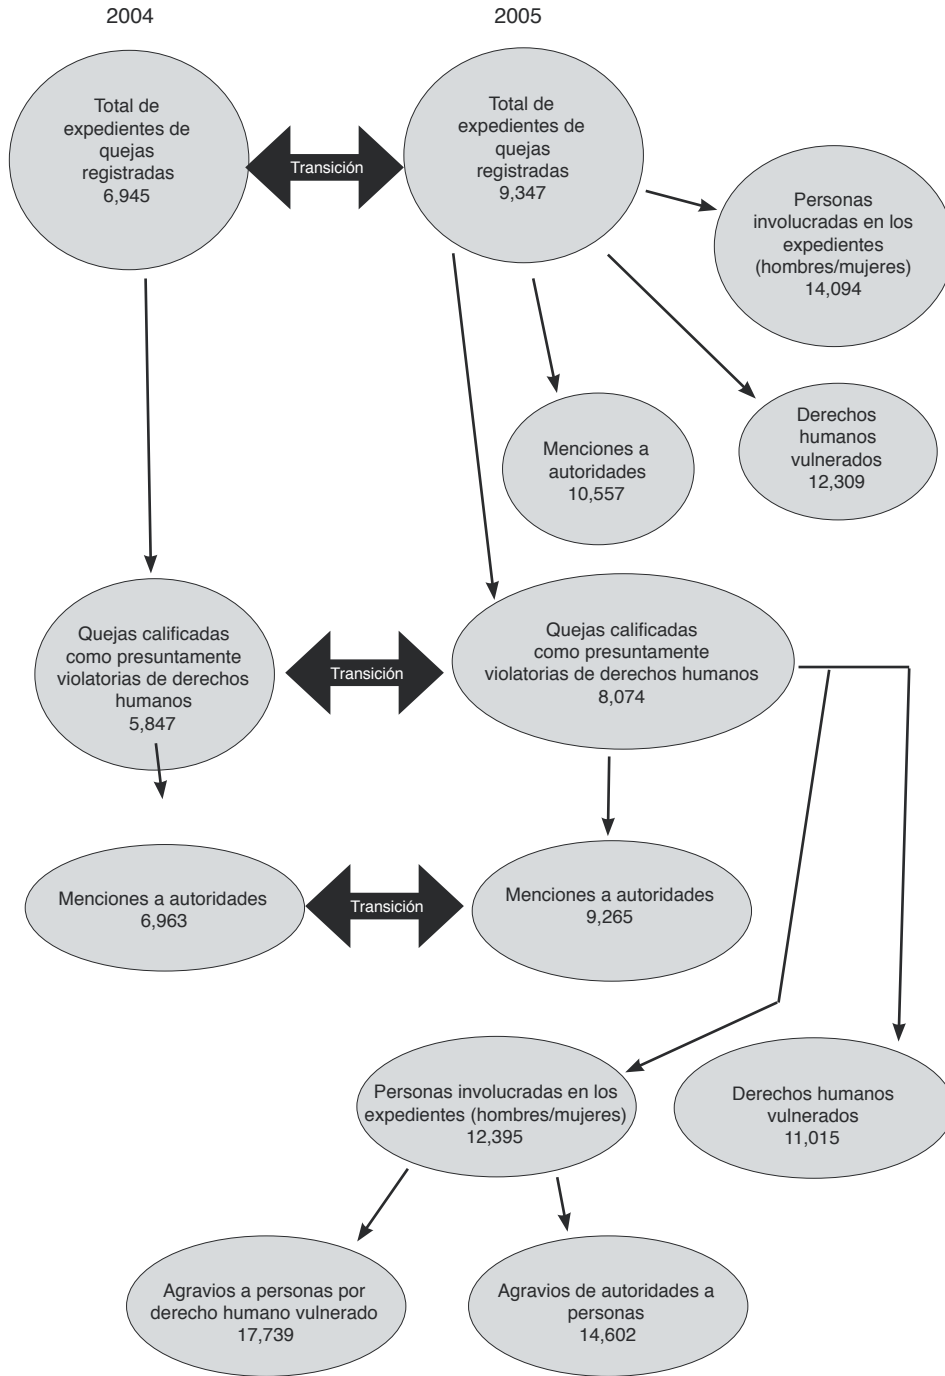 2004
2005
Total de
expedientes de
quejas
registradas
6,945
Transición
Total de
expedientes de
quejas
registradas
9,347
Personas
involucradas en los
expedientes
(hombres/mujeres)
14,094
Menciones a
autoridades
10,557
Derechos
humanos
vulnerados
12,309
Quejas calificadas
como presuntamente
violatorias de derechos
humanos
5,847
Transición
Quejas calificadas
como presuntamente
violatorias de derechos humanos
8,074
Menciones a autoridades
6,963
Transición
Menciones a autoridades
9,265
Personas involucradas en los
expedientes (hombres/mujeres)
12,395
Derechos humanos
vulnerados
11,015
Agravios a personas por
derecho humano vulnerado
17,739
Agravios de autoridades a
personas
14,602